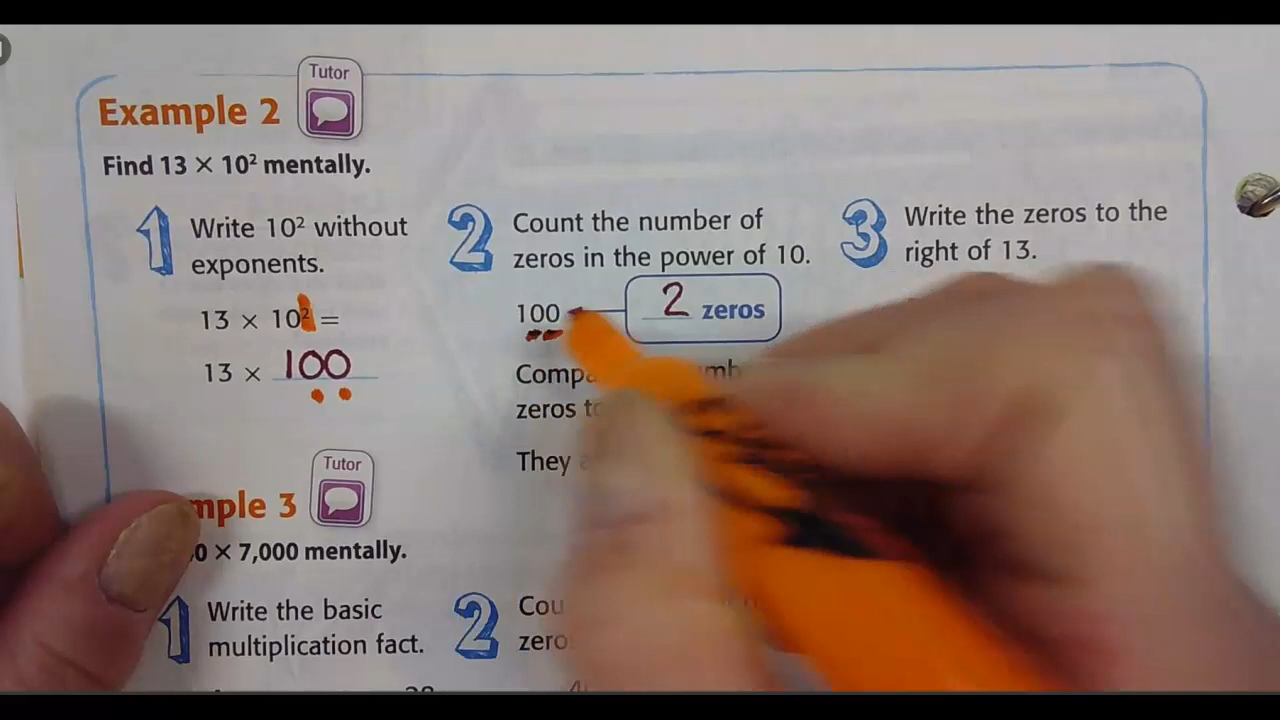 Tutor
Example 2
Find 13 × 10² mentally.
1 Write 10² without
exponents.
13 × 10² =
13 × 100
2 Count the number of
zeros in the power of 10.
100
2 zeros
zeros
They
3 Write the zeros to the
right of 13.
Tutor
3
× 7,000 mentally.
1 Write the basic
multiplication fact.
2